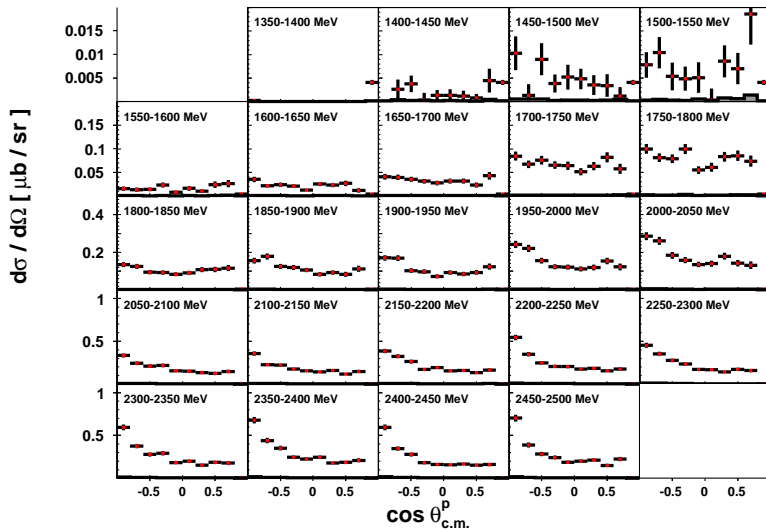 0.02
0.015
0.01
0.005
1350-1400 MeV
1400-1450 MeV
1450-1500 MeV
1500-1550 MeV
0.15
0.1
0.05
1550-1600 MeV
1600-1650 MeV
1650-1700 MeV
1700-1750 MeV
1750-1800 MeV
0.4
0.2
1800-1850 MeV
1850-1900 MeV
1900-1950 MeV
1950-2000 MeV
2000-2050 MeV
1
0.5
2050-2100 MeV
2100-2150 MeV
2150-2200 MeV
2200-2250 MeV
2250-2300 MeV
1
0.5
2300-2350 MeV
2350-2400 MeV
2400-2450 MeV
2450-2500 MeV
-0.5 0 0.5 -0.5 0 0.5 -0.5 0 0.5 -0.5 0 0.5 -0.5 0 0.5
dσ / dΩ [ μb / sr ]
cos θᵖc.m.